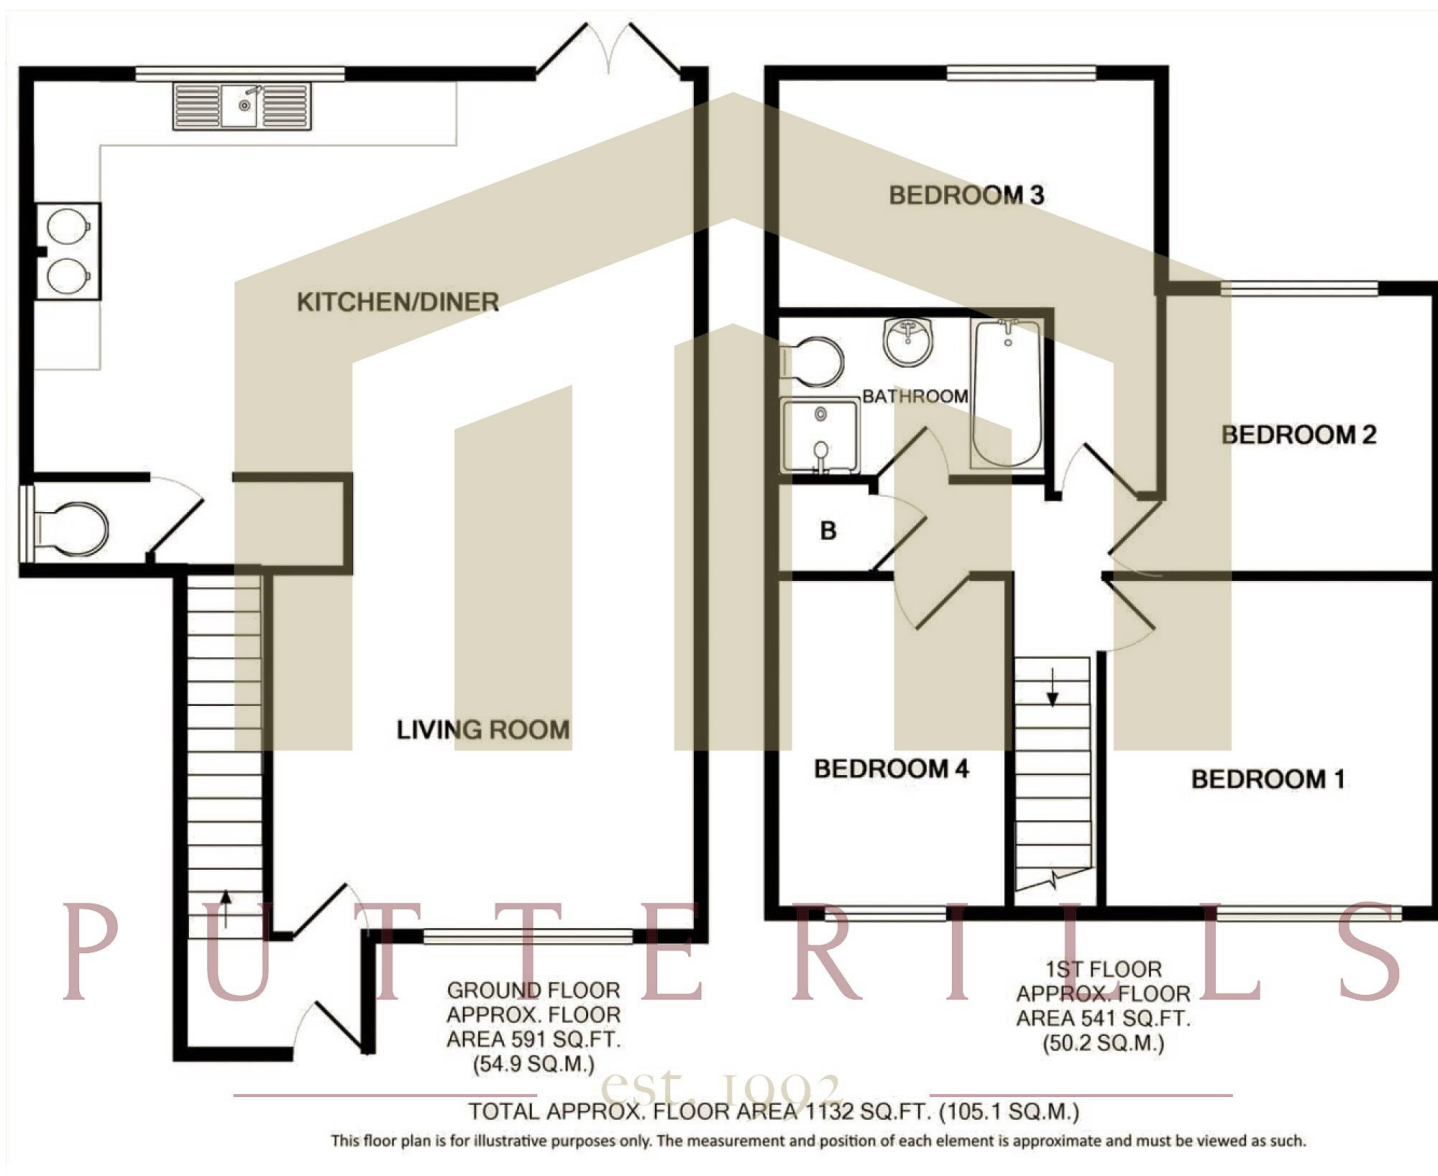 BEDROOM 3
KITCHEN/DINER
BATHROOM
BEDROOM 2
B
LIVING ROOM
BEDROOM 4
BEDROOM 1
PUTTERILLS
GROUND FLOOR
APPROX. FLOOR
AREA 591 SQ.FT.
(54.9 SQ.M.)
1ST FLOOR
APPROX. FLOOR
AREA 541 SQ.FT.
(50.2 SQ.M.)
est. 1992
TOTAL APPROX. FLOOR AREA 1132 SQ.FT. (105.1 SQ.M.)
This floor plan is for illustrative purposes only. The measurement and position of each element is approximate and must be viewed as such.